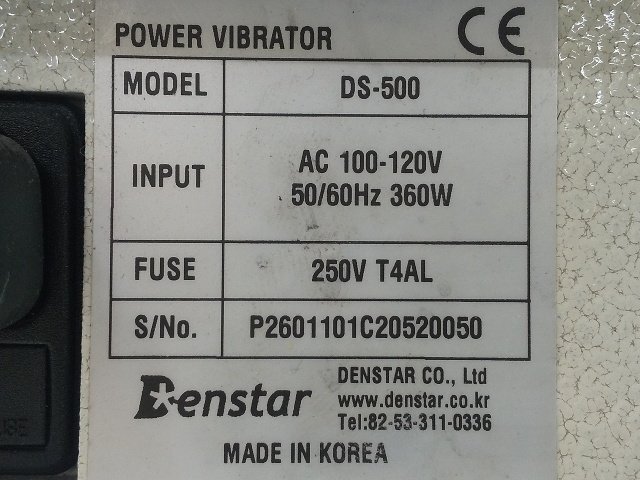 POWER VIBRATOR CE
MODEL DS-500
INPUT AC 100-120V
50/60Hz 360W
FUSE 250V T4AL
S/No. P2601101C20520050
Denstar DENSTAR CO., Ltd
www.denstar.co.kr
Tel:82-53-311-0336
MADE IN KOREA